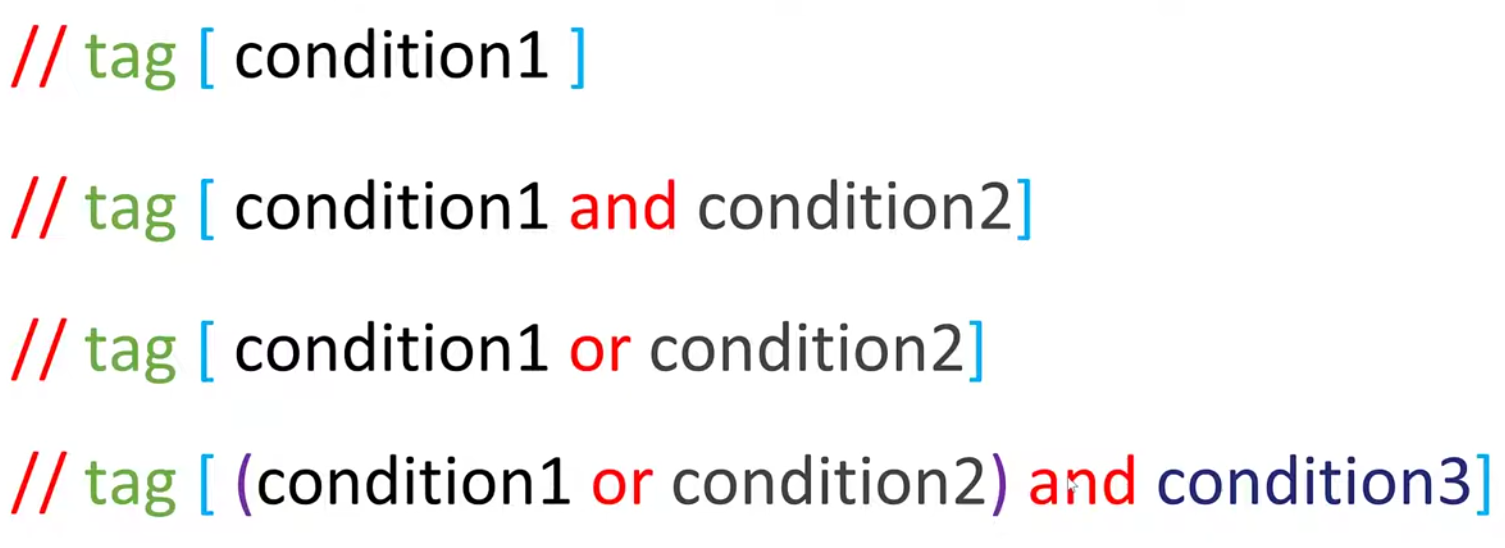 // tag [ condition1 ]
// tag [ condition1 and condition2]
// tag [ condition1 or condition2]
// tag [ (condition1 or condition2) and condition3]